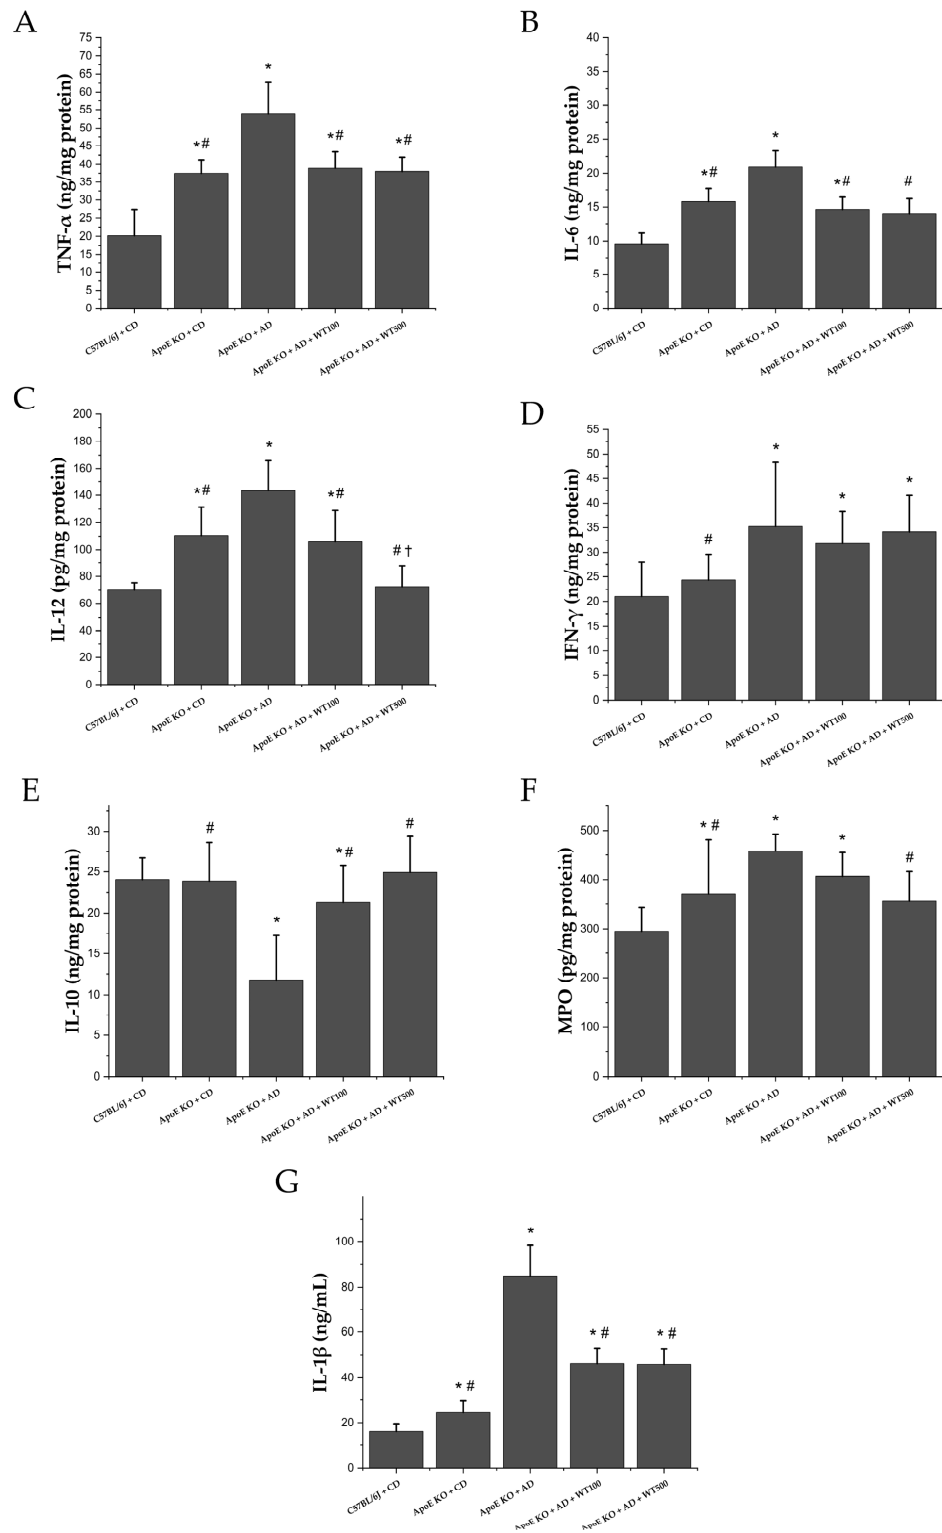 A
TNF-α (ng/mg protein)
75
70
65
60
55
50
45
40
35
30
25
20
15
10
5
0
*#
*
*#
*#
C57BL/6J + CD
ApoE KO + CD
ApoE KO + AD
ApoE KO + AD + WT100
ApoE KO + AD + WT500
B
IL-6 (ng/mg protein)
40
35
30
25
20
15
10
5
0
*#
*
*#
#
C57BL/6J + CD
ApoE KO + CD
ApoE KO + AD
ApoE KO + AD + WT100
ApoE KO + AD + WT500
C
IL-12 (pg/mg protein)
200
180
160
140
120
100
80
60
40
20
0
*#
*
*#
#†
C57BL/6J + CD
ApoE KO + CD
ApoE KO + AD
ApoE KO + AD + WT100
ApoE KO + AD + WT500
D
IFN-γ (ng/mg protein)
55
50
45
40
35
30
25
20
15
10
5
0
#
*
*
*
C57BL/6J + CD
ApoE KO + CD
ApoE KO + AD
ApoE KO + AD + WT100
ApoE KO + AD + WT500
E
IL-10 (ng/mg protein)
30
25
20
15
10
5
0
#
*
*#
#
C57BL/6J + CD
ApoE KO + CD
ApoE KO + AD
ApoE KO + AD + WT100
ApoE KO + AD + WT500
F
MPO (pg/mg protein)
500
400
300
200
100
0
* #
*
*
#
C57BL/6J + CD
ApoE KO + CD
ApoE KO + AD
ApoE KO + AD + WT100
ApoE KO + AD + WT500
G
IL-1β (ng/mL)
100
80
60
40
20
0
* #
*
* #
* #
C57BL/6J + CD
ApoE KO + CD
ApoE KO + AD
ApoE KO + AD + WT100
ApoE KO + AD + WT500